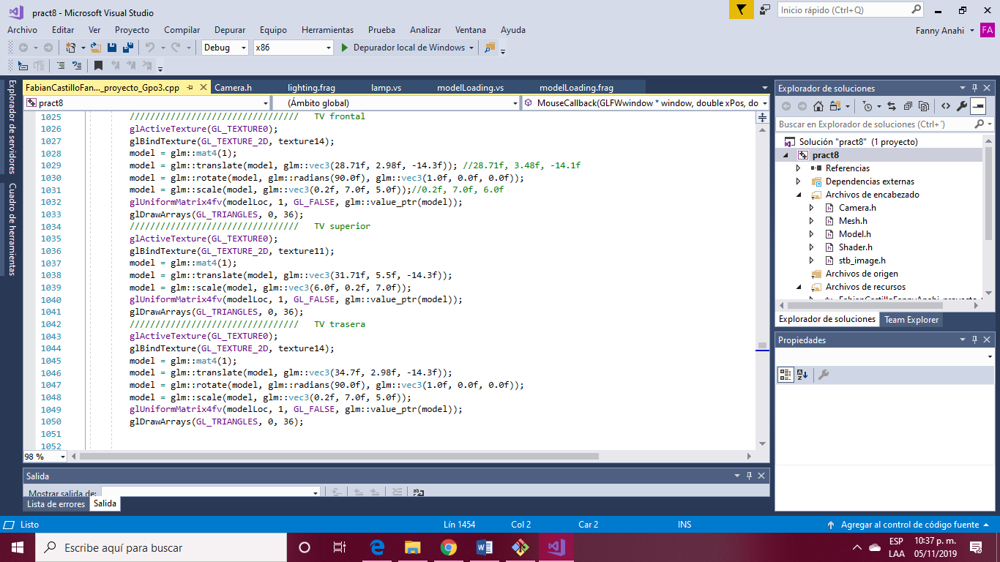 pract8 - Microsoft Visual Studio
Inicio rápido (Ctrl+Q)
Archivo Editar Ver Proyecto Compilar Depurar Equipo Herramientas Prueba Analizar Ventana Ayuda
Fanny Anahi FA
Debug x86 Depurador local de Windows
Explorador de servidores
Cuadro de herramientas
FabianCastilloFan..._proyecto_Gpo3.cpp Camera.h lighting.frag lamp.vs modelLoading.vs modelLoading.frag
pract8 (Ámbito global) MouseCallback(GLFWwindow * window, double xPos, do
1025 ///////////////////////////////// TV frontal
1026 glActiveTexture(GL_TEXTURE0);
1027 glBindTexture(GL_TEXTURE_2D, texture14);
1028 model = glm::mat4(1);
1029 model = glm::translate(model, glm::vec3(28.71f, 2.98f, -14.3f)); //28.71f, 3.48f, -14.1f
1030 model = glm::rotate(model, glm::radians(90.0f), glm::vec3(1.0f, 0.0f, 0.0f));
1031 model = glm::scale(model, glm::vec3(0.2f, 7.0f, 5.0f));//0.2f, 7.0f, 6.0f
1032 glUniformMatrix4fv(modelLoc, 1, GL_FALSE, glm::value_ptr(model));
1033 glDrawArrays(GL_TRIANGLES, 0, 36);
1034 ///////////////////////////////// TV superior
1035 glActiveTexture(GL_TEXTURE0);
1036 glBindTexture(GL_TEXTURE_2D, texture11);
1037 model = glm::mat4(1);
1038 model = glm::translate(model, glm::vec3(31.71f, 5.5f, -14.3f));
1039 model = glm::scale(model, glm::vec3(6.0f, 0.2f, 7.0f));
1040 glUniformMatrix4fv(modelLoc, 1, GL_FALSE, glm::value_ptr(model));
1041 glDrawArrays(GL_TRIANGLES, 0, 36);
1042 ///////////////////////////////// TV trasera
1043 glActiveTexture(GL_TEXTURE0);
1044 glBindTexture(GL_TEXTURE_2D, texture14);
1045 model = glm::mat4(1);
1046 model = glm::translate(model, glm::vec3(34.7f, 2.98f, -14.3f));
1047 model = glm::rotate(model, glm::radians(90.0f), glm::vec3(1.0f, 0.0f, 0.0f));
1048 model = glm::scale(model, glm::vec3(0.2f, 7.0f, 5.0f));
1049 glUniformMatrix4fv(modelLoc, 1, GL_FALSE, glm::value_ptr(model));
1050 glDrawArrays(GL_TRIANGLES, 0, 36);
1051
1052
98 %
Explorador de soluciones
Buscar en Explorador de soluciones (Ctrl+´)
Solución "pract8" (1 proyecto)
pract8
Referencias
Dependencias externas
Archivos de encabezado
Camera.h
Mesh.h
Model.h
Shader.h
stb_image.h
Archivos de origen
Archivos de recursos
FabianCastilloFannyAnahi_proyecto_
Explorador de soluciones Team Explorer
Propiedades
Salida
Mostrar salida de:
Lista de errores Salida
Listo Lín 1454 Col 2 Car 2 INS Agregar al control de código fuente
Escribe aquí para buscar
ESP 10:37 p. m.
LAA 05/11/2019